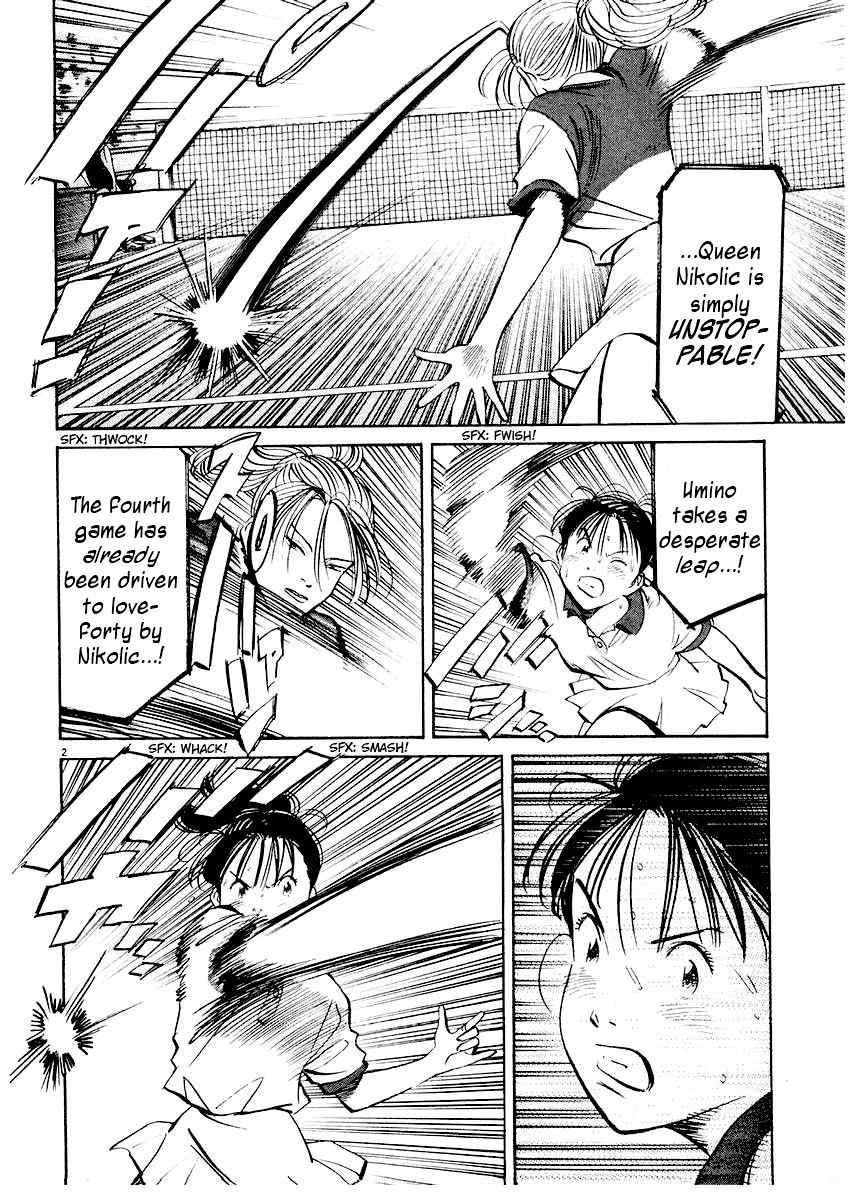 ...Queen
Nikolic is
simply
UNSTOP-
PABLE!
SFX: THWOCK!
SFX: FWISH!
Umino
takes a
desperate
leap...!
The fourth
game has
already
been driven
to love-
forty by
Nikolic...!
2
SFX: WHACK!
SFX: SMASH!